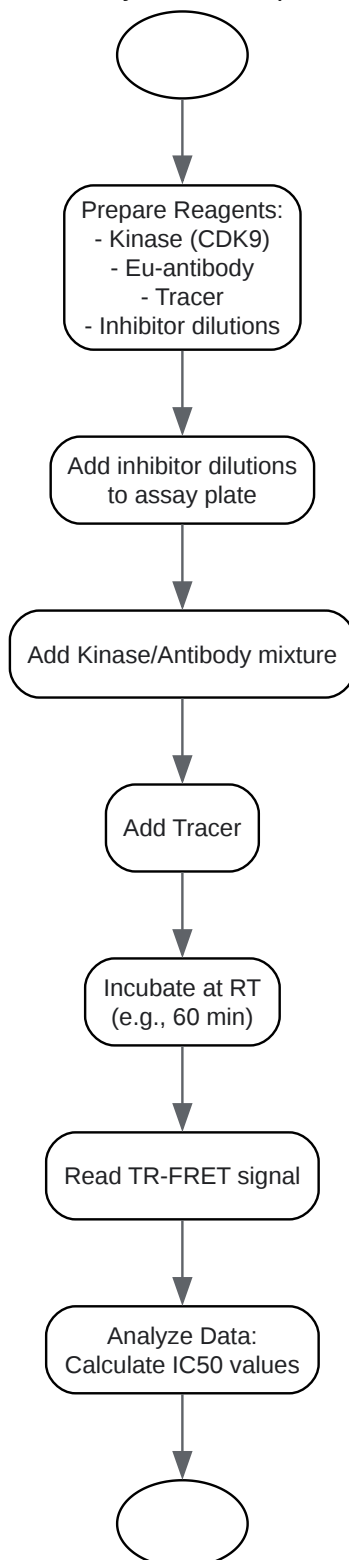 Prepare Reagents:
- Kinase (CDK9)
- Eu-antibody
- Tracer
- Inhibitor dilutions
Add inhibitor dilutions
to assay plate
Add Kinase/Antibody mixture
Add Tracer
Incubate at RT
(e.g., 60 min)
Read TR-FRET signal
Analyze Data:
Calculate IC50 values